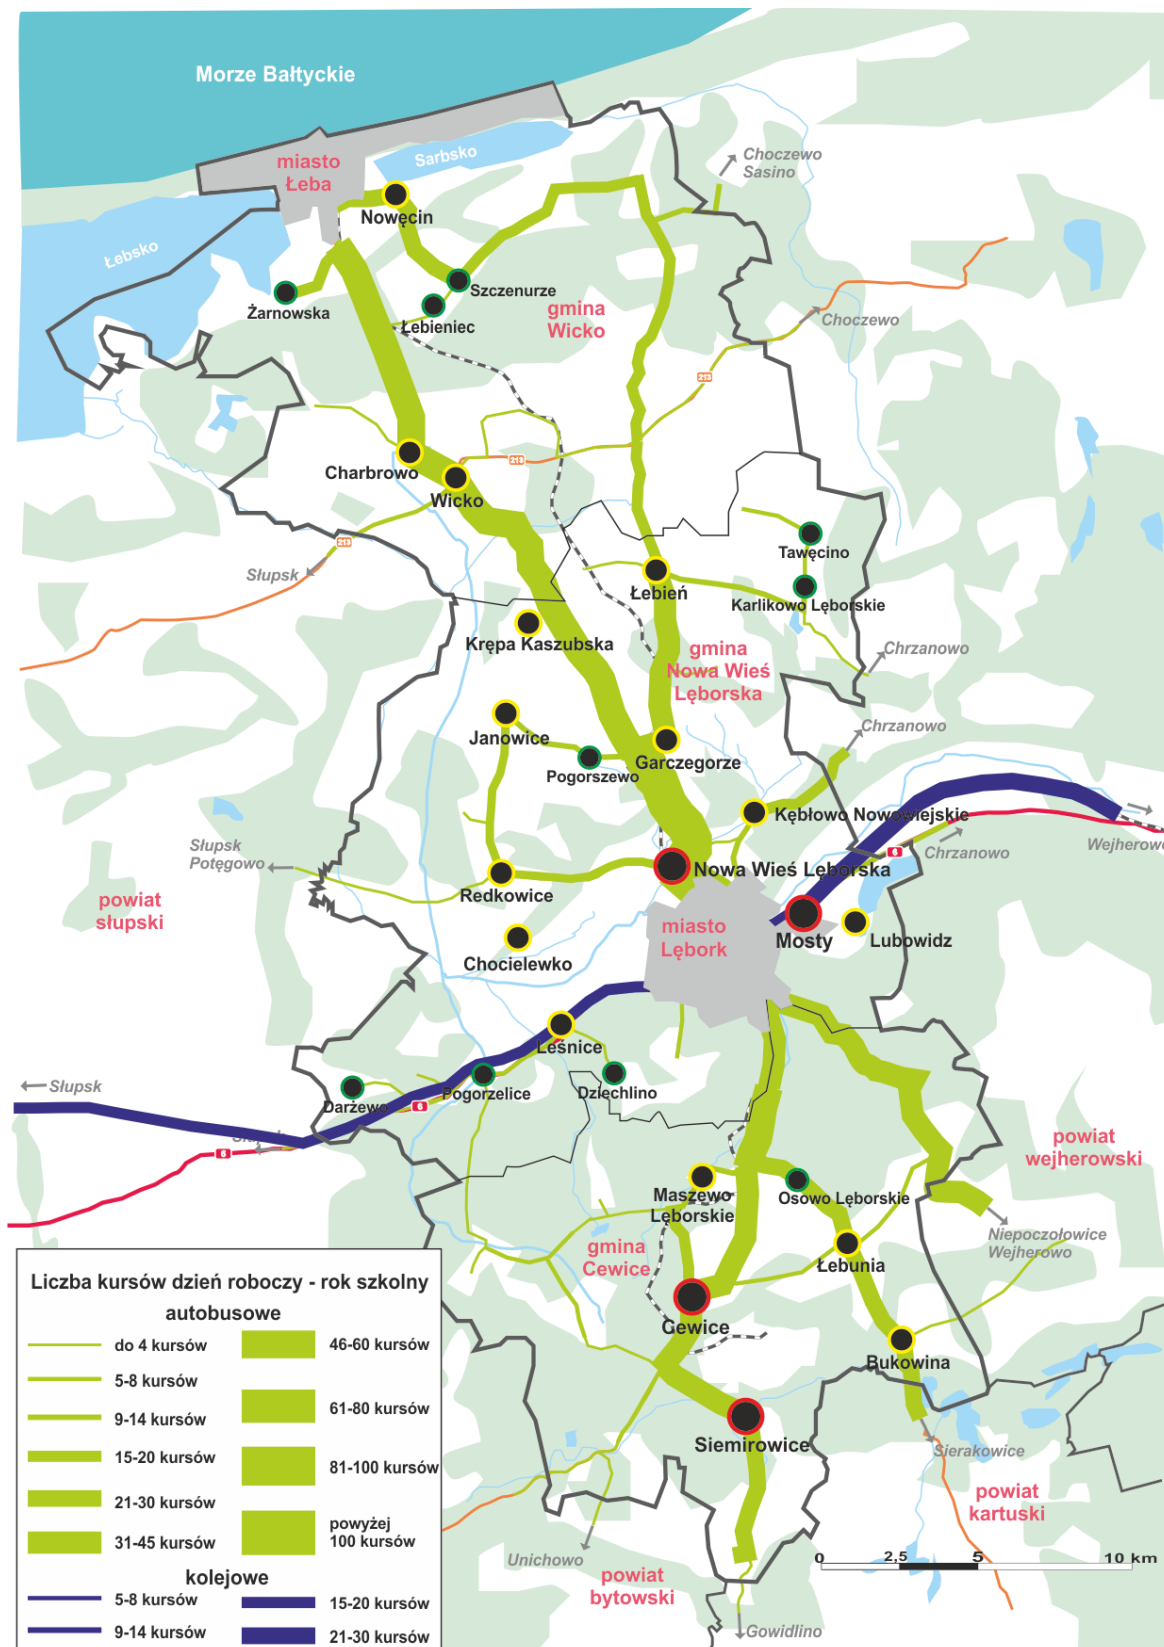 Morze Bałtyckie
Sarbsko
miasto
Łeba
Choczewo
Sasino
Nowęcin
Łebsko
Szczenurze
Żarnowska
Łebieniec
gmina
Wicko
Choczewo
213
Charbrowo
213
Wicko
213
Słupsk
Tawęcino
Łebień
Karlikowo Lęborskie
Krępa Kaszubska
gmina
Nowa Wieś
Lęborska
Chrzanowo
Janowice
Chrzanowo
Garczegorze
Pogorszewo
Kębłowo Nowowiejskie
Słupsk
Potęgowo
Wejherowo
6
Chrzanowo
Nowa Wieś Lęborska
Redkowice
powiat
słupski
miasto
Lębork
Mosty
Lubowidz
Chocielewko
Leśnice
Słupsk
Pogorzelice
Dziechlino
Darżewo
6
Słupsk
6
powiat
wejherowski
Maszewo
Lęborskie
Osowo Lęborskie
Niepoczołowice
Wejherowo
gmina
Cewice
Łebunia
Cewice
Bukowina
Siemirowice
Sierakowice
powiat
kartuski
Unichowo
powiat
bytowski
Gowidlino
0 2,5 5 10 km
Liczba kursów dzień roboczy - rok szkolny
autobusowe
do 4 kursów
5-8 kursów
9-14 kursów
15-20 kursów
21-30 kursów
31-45 kursów
46-60 kursów
61-80 kursów
81-100 kursów
powyżej
100 kursów
kolejowe
5-8 kursów
9-14 kursów
15-20 kursów
21-30 kursów